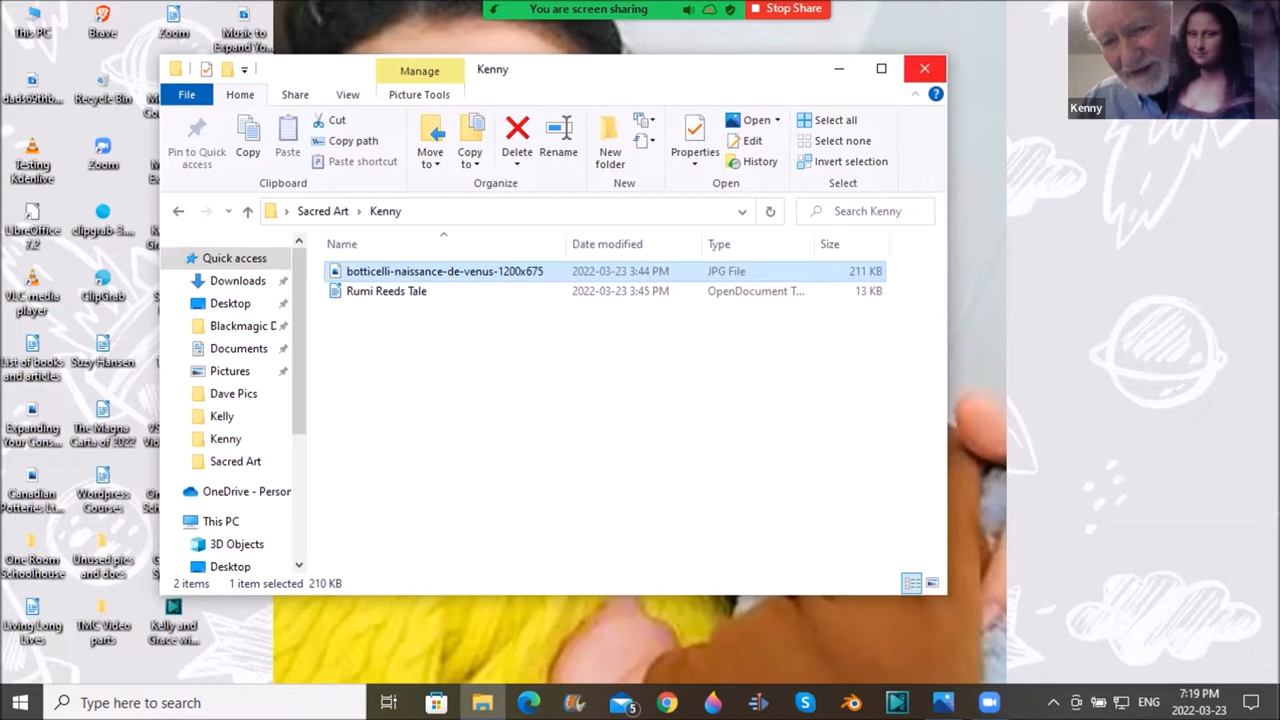 You are screen sharing
Stop Share
This PC
Brave
Zoom
Music to
Expand Yo...
Kenny
Recycle Bin
Testing
Kdenlive
Zoom
LibreOffice
7.2
clipgrab-3....
VLC media
player
ClipGrab
List of books
and articles
Suzy Hansen
Expanding
Your Cons...
The Magna
Carta of 2022
Canadian
Potteries Lt...
Wordpress
Courses
One Room
Schoolhouse
Unused pics
and docs
Living Long
Lives
TMC Video
parts
Kelly and
Grace wi...
Manage
Kenny
File
Home
Share
View
Picture Tools
Pin to Quick
access
Copy
Paste
Cut
Copy path
Paste shortcut
Clipboard
Move
to
Copy
to
Delete
Rename
Organize
New
folder
New
Properties
Open
Edit
History
Open
Select all
Select none
Invert selection
Select
Sacred Art › Kenny
Search Kenny
Name
Date modified
Type
Size
botticelli-naissance-de-venus-1200x675 2022-03-23 3:44 PM JPG File 211 KB
Rumi Reeds Tale 2022-03-23 3:45 PM OpenDocument T... 13 KB
Quick access
Downloads
Desktop
Blackmagic D
Documents
Pictures
Dave Pics
Kelly
Kenny
Sacred Art
OneDrive - Person
This PC
3D Objects
Desktop
2 items 1 item selected 210 KB
Type here to search
5
ENG
7:19 PM
2022-03-23